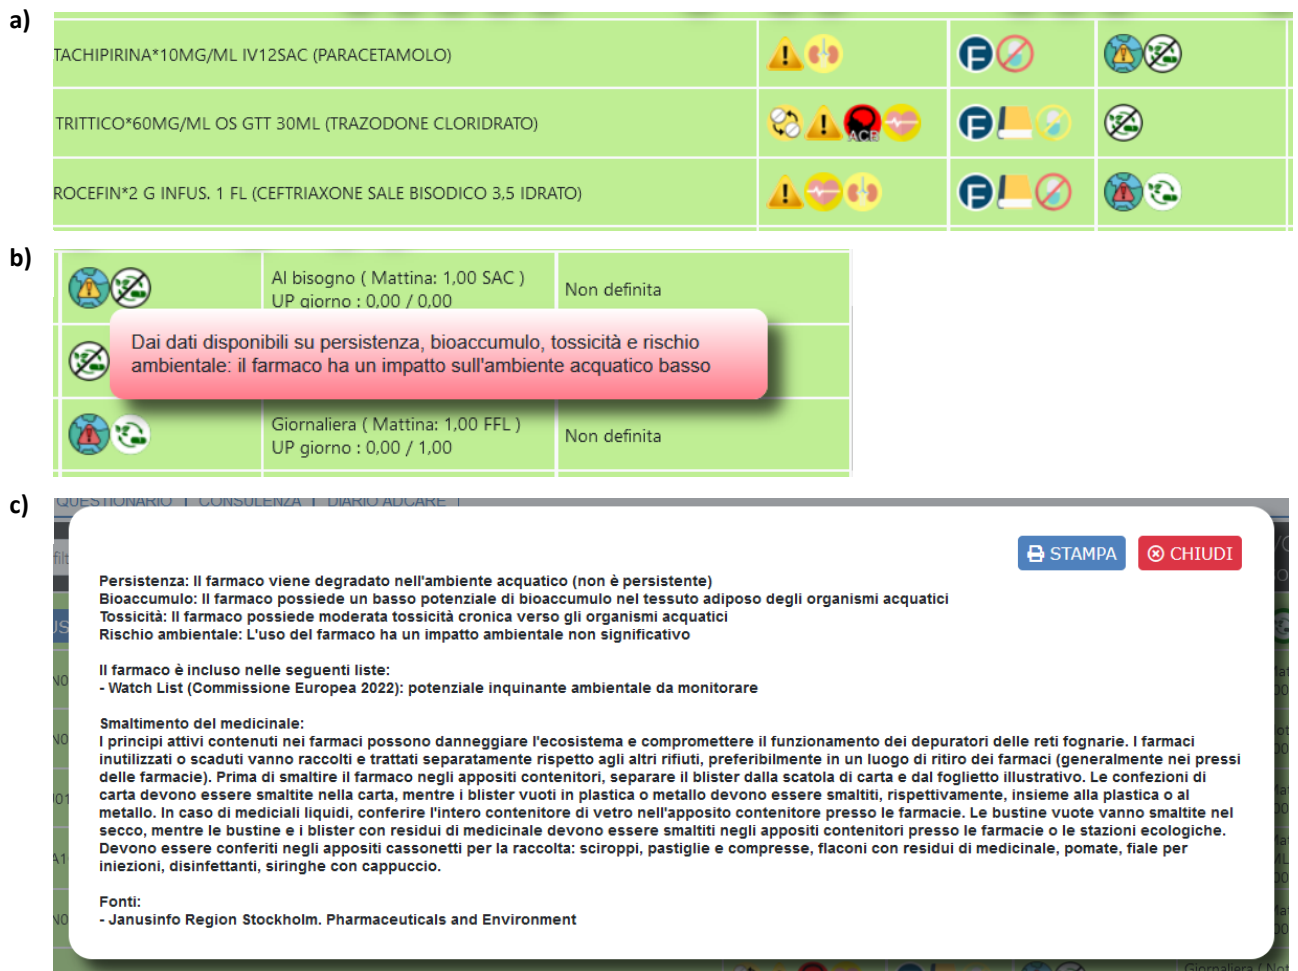 a)
TACHIPIRINA*10MG/ML IV12SAC (PARACETAMOLO)
TRITTICO*60MG/ML OS GTT 30ML (TRAZODONE CLORIDRATO)
ACB
ROCEFIN*2 G INFUS. 1 FL (CEFTRIAXONE SALE BISODICO 3,5 IDRATO)
b)
Al bisogno ( Mattina: 1,00 SAC )
UP giorno : 0,00 / 0,00
Non definita
Dai dati disponibili su persistenza, bioaccumulo, tossicità e rischio
ambientale: il farmaco ha un impatto sull'ambiente acquatico basso
Giornaliera ( Mattina: 1,00 FFL )
UP giorno : 0,00 / 1,00
Non definita
c)
QUESTIONARIO | CONSULENZA | DIARIO ADCARE |
STAMPA
CHIUDI
Persistenza: Il farmaco viene degradato nell'ambiente acquatico (non è persistente)
Bioaccumulo: Il farmaco possiede un basso potenziale di bioaccumulo nel tessuto adiposo degli organismi acquatici
Tossicità: Il farmaco possiede moderata tossicità cronica verso gli organismi acquatici
Rischio ambientale: L'uso del farmaco ha un impatto ambientale non significativo
Il farmaco è incluso nelle seguenti liste:
- Watch List (Commissione Europea 2022): potenziale inquinante ambientale da monitorare
Smaltimento del medicinale:
I principi attivi contenuti nei farmaci possono danneggiare l'ecosistema e compromettere il funzionamento dei depuratori delle reti fognarie. I farmaci
inutilizzati o scaduti vanno raccolti e trattati separatamente rispetto agli altri rifiuti, preferibilmente in un luogo di ritiro dei farmaci (generalmente nei pressi
delle farmacie). Prima di smaltire il farmaco negli appositi contenitori, separare il blister dalla scatola di carta e dal foglietto illustrativo. Le confezioni di
carta devono essere smaltite nella carta, mentre i blister vuoti in plastica o metallo devono essere smaltiti, rispettivamente, insieme alla plastica o al
metallo. In caso di mediciali liquidi, conferire l'intero contenitore di vetro nell'apposito contenitore presso le farmacie. Le bustine vuote vanno smaltite nel
secco, mentre le bustine e i blister con residui di medicinale devono essere smaltiti negli appositi contenitori presso le farmacie o le stazioni ecologiche.
Devono essere conferiti negli appositi cassonetti per la raccolta: sciroppi, pastiglie e compresse, flaconi con residui di medicinale, pomate, fiale per
iniezioni, disinfettanti, siringhe con cappuccio.
Fonti:
- Janusinfo Region Stockholm. Pharmaceuticals and Environment